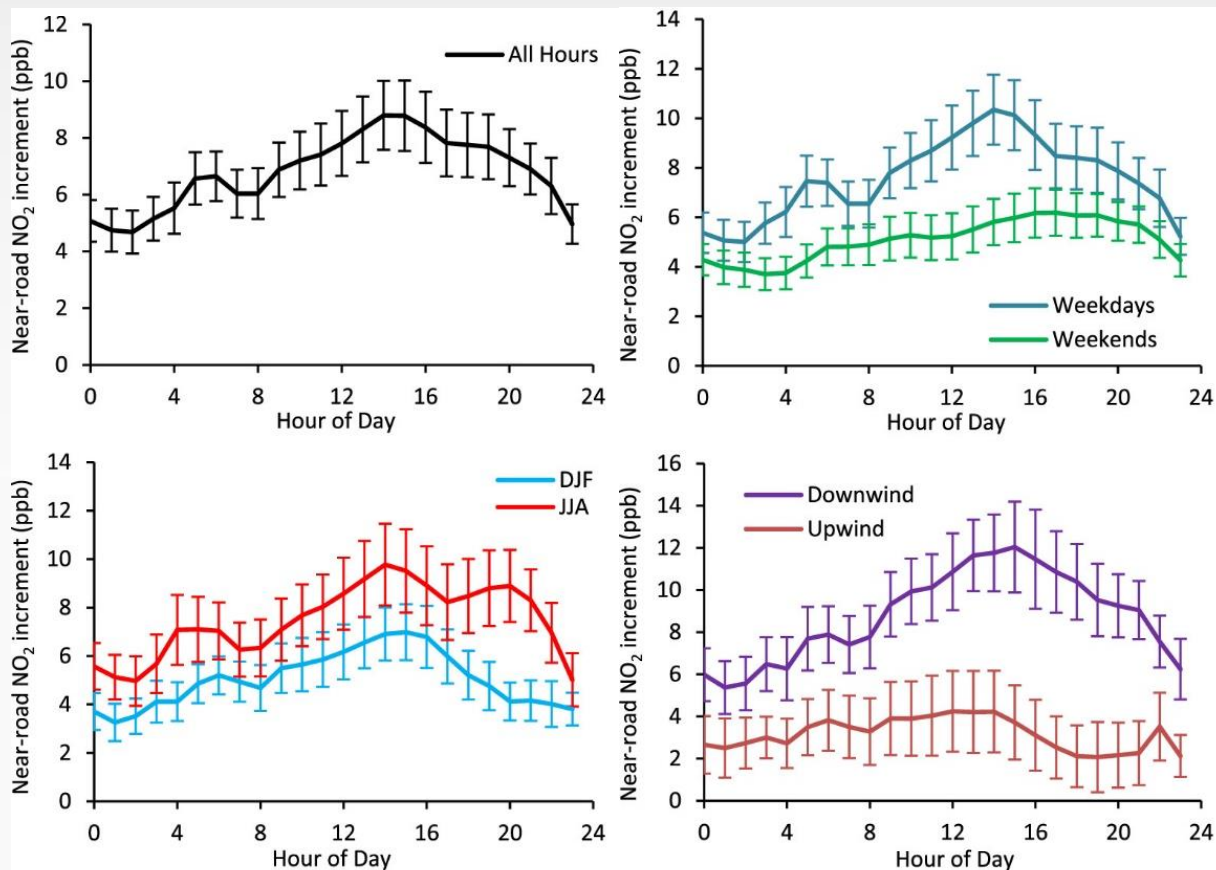 Near-road NO₂ increment (ppb)
12
10
8
6
4
2
0
All Hours
0 4 8 12 16 20 24
Hour of Day
Near-road NO₂ increment (ppb)
14
12
10
8
6
4
2
0
Weekdays
Weekends
0 4 8 12 16 20 24
Hour of Day
Near-road NO₂ increment (ppb)
14
12
10
8
6
4
2
0
DJF
JJA
0 4 8 12 16 20 24
Hour of Day
Near-road NO₂ increment (ppb)
16
14
12
10
8
6
4
2
0
Downwind
Upwind
0 4 8 12 16 20 24
Hour of Day